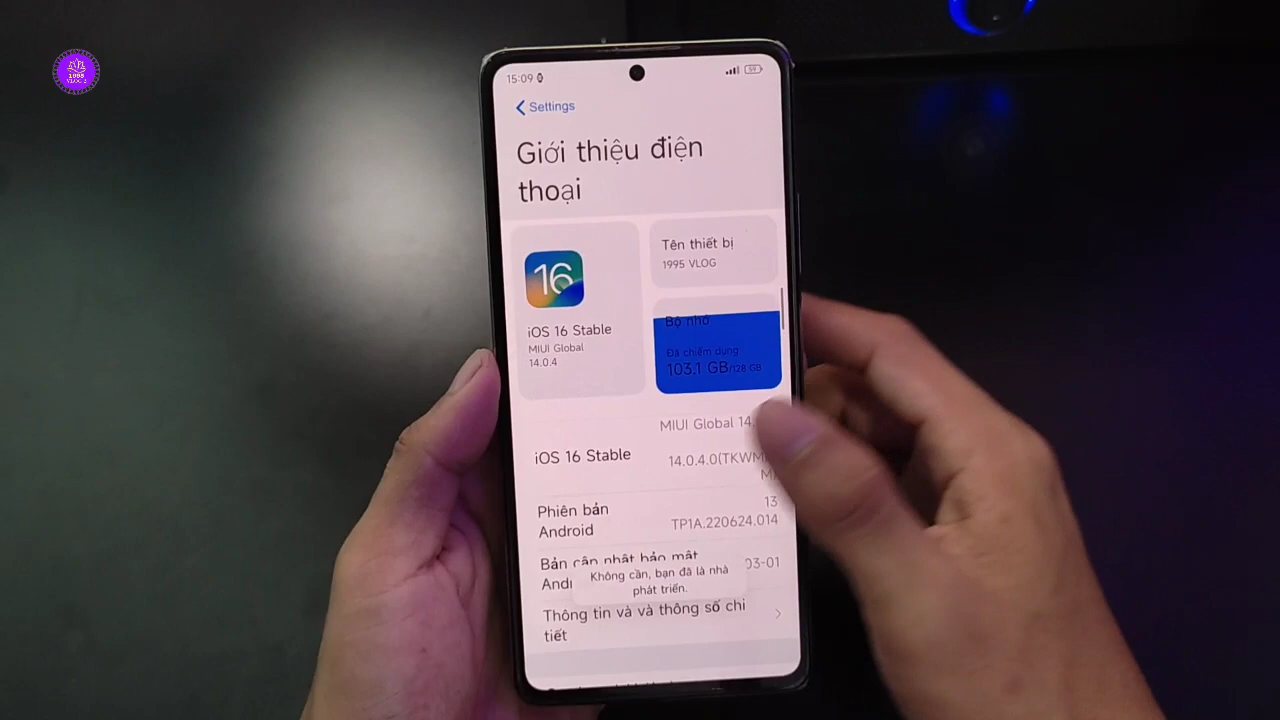 1995
VLOG
15:09
59
Settings
Giới thiệu điện
thoại
16
iOS 16 Stable
MIUI Global
14.0.4
Tên thiết bị
1995 VLOG
Bộ nhớ
Đã chiếm dụng
103.1 GB/128 GB
MIUI Global 14.
iOS 16 Stable
14.0.4.0(TKWM
Phiên bản
Android
13
TP1A.220624.014
Bản cập nhật bảo mật
03-01
Không cần, bạn đã là nhà
phát triển.
Thông tin và và thông số chi
tiết